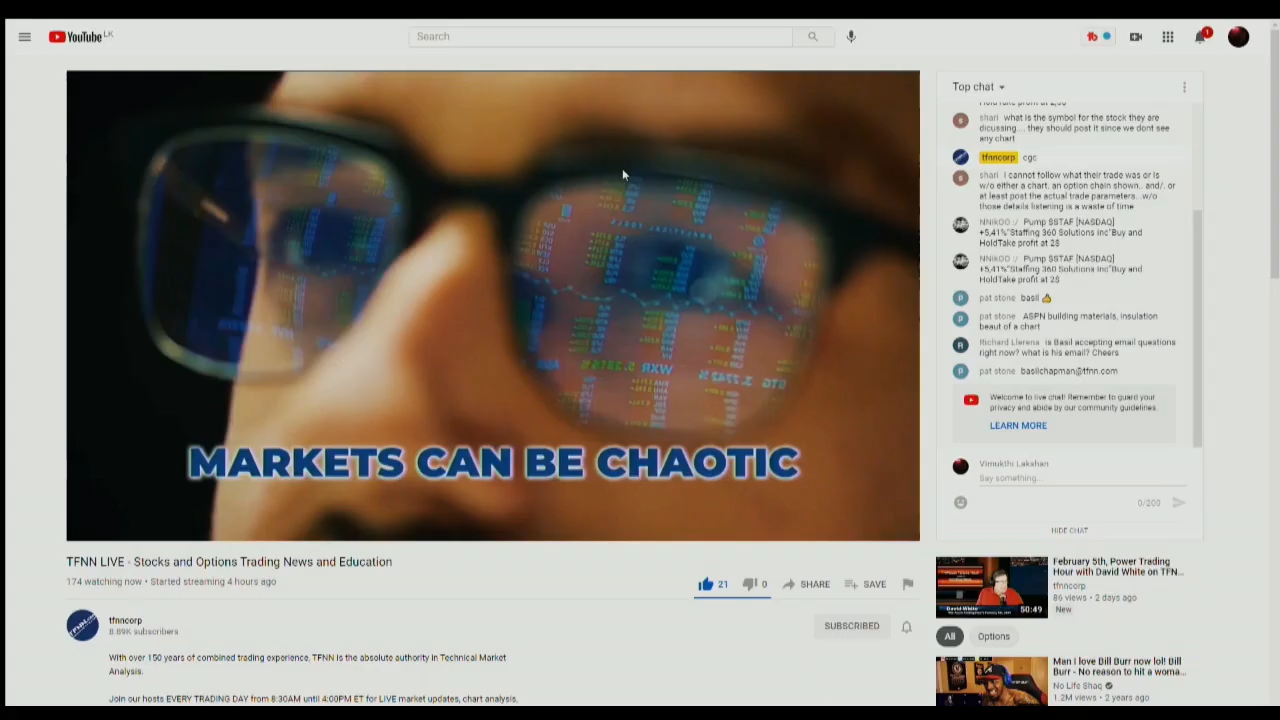 YouTube LK
Search
1
Top chat
shari what is the symbol for the stock they are
dicussing.... they should post it since we dont see
any chart
tfnncorp cgc
shari I cannot follow what their trade was or is
w/o either a chart. an option chain shown.. and/. or
at least post the actual trade parameters...w/o
those details listening is a waste of time
NNikOO :/ Pump $STAF [NASDAQ]
+5,41%"Staffing 360 Solutions Inc"Buy and
HoldTake profit at 2$
NNikOO :/ Pump $STAF [NASDAQ]
+5,41%"Staffing 360 Solutions Inc"Buy and
HoldTake profit at 2$
pat stone basil
pat stone ASPN building materials, insulation
beaut of a chart
Richard Llerena is Basil accepting email questions
right now? what is his email? Cheers
pat stone basilchapman@tfnn.com
Welcome to live chat! Remember to guard your
privacy and abide by our community guidelines.
LEARN MORE
Vimukthi Lakshan
Say something...
0/200
HIDE CHAT
MARKETS CAN BE CHAOTIC
TFNN LIVE - Stocks and Options Trading News and Education
174 watching now • Started streaming 4 hours ago
21 0 SHARE SAVE
tfnncorp
8.89K subscribers
SUBSCRIBED
With over 150 years of combined trading experience, TFNN is the absolute authority in Technical Market
Analysis.
Join our hosts EVERY TRADING DAY from 8:30AM until 4:00PM ET for LIVE market updates, chart analysis,
David White
50:49
February 5th, Power Trading
Hour with David White on TFN...
tfnncorp
86 views • 2 days ago
New
All Options
Man I love Bill Burr now lol! Bill
Burr - No reason to hit a woma...
No Life Shaq
1.2M views • 2 years ago